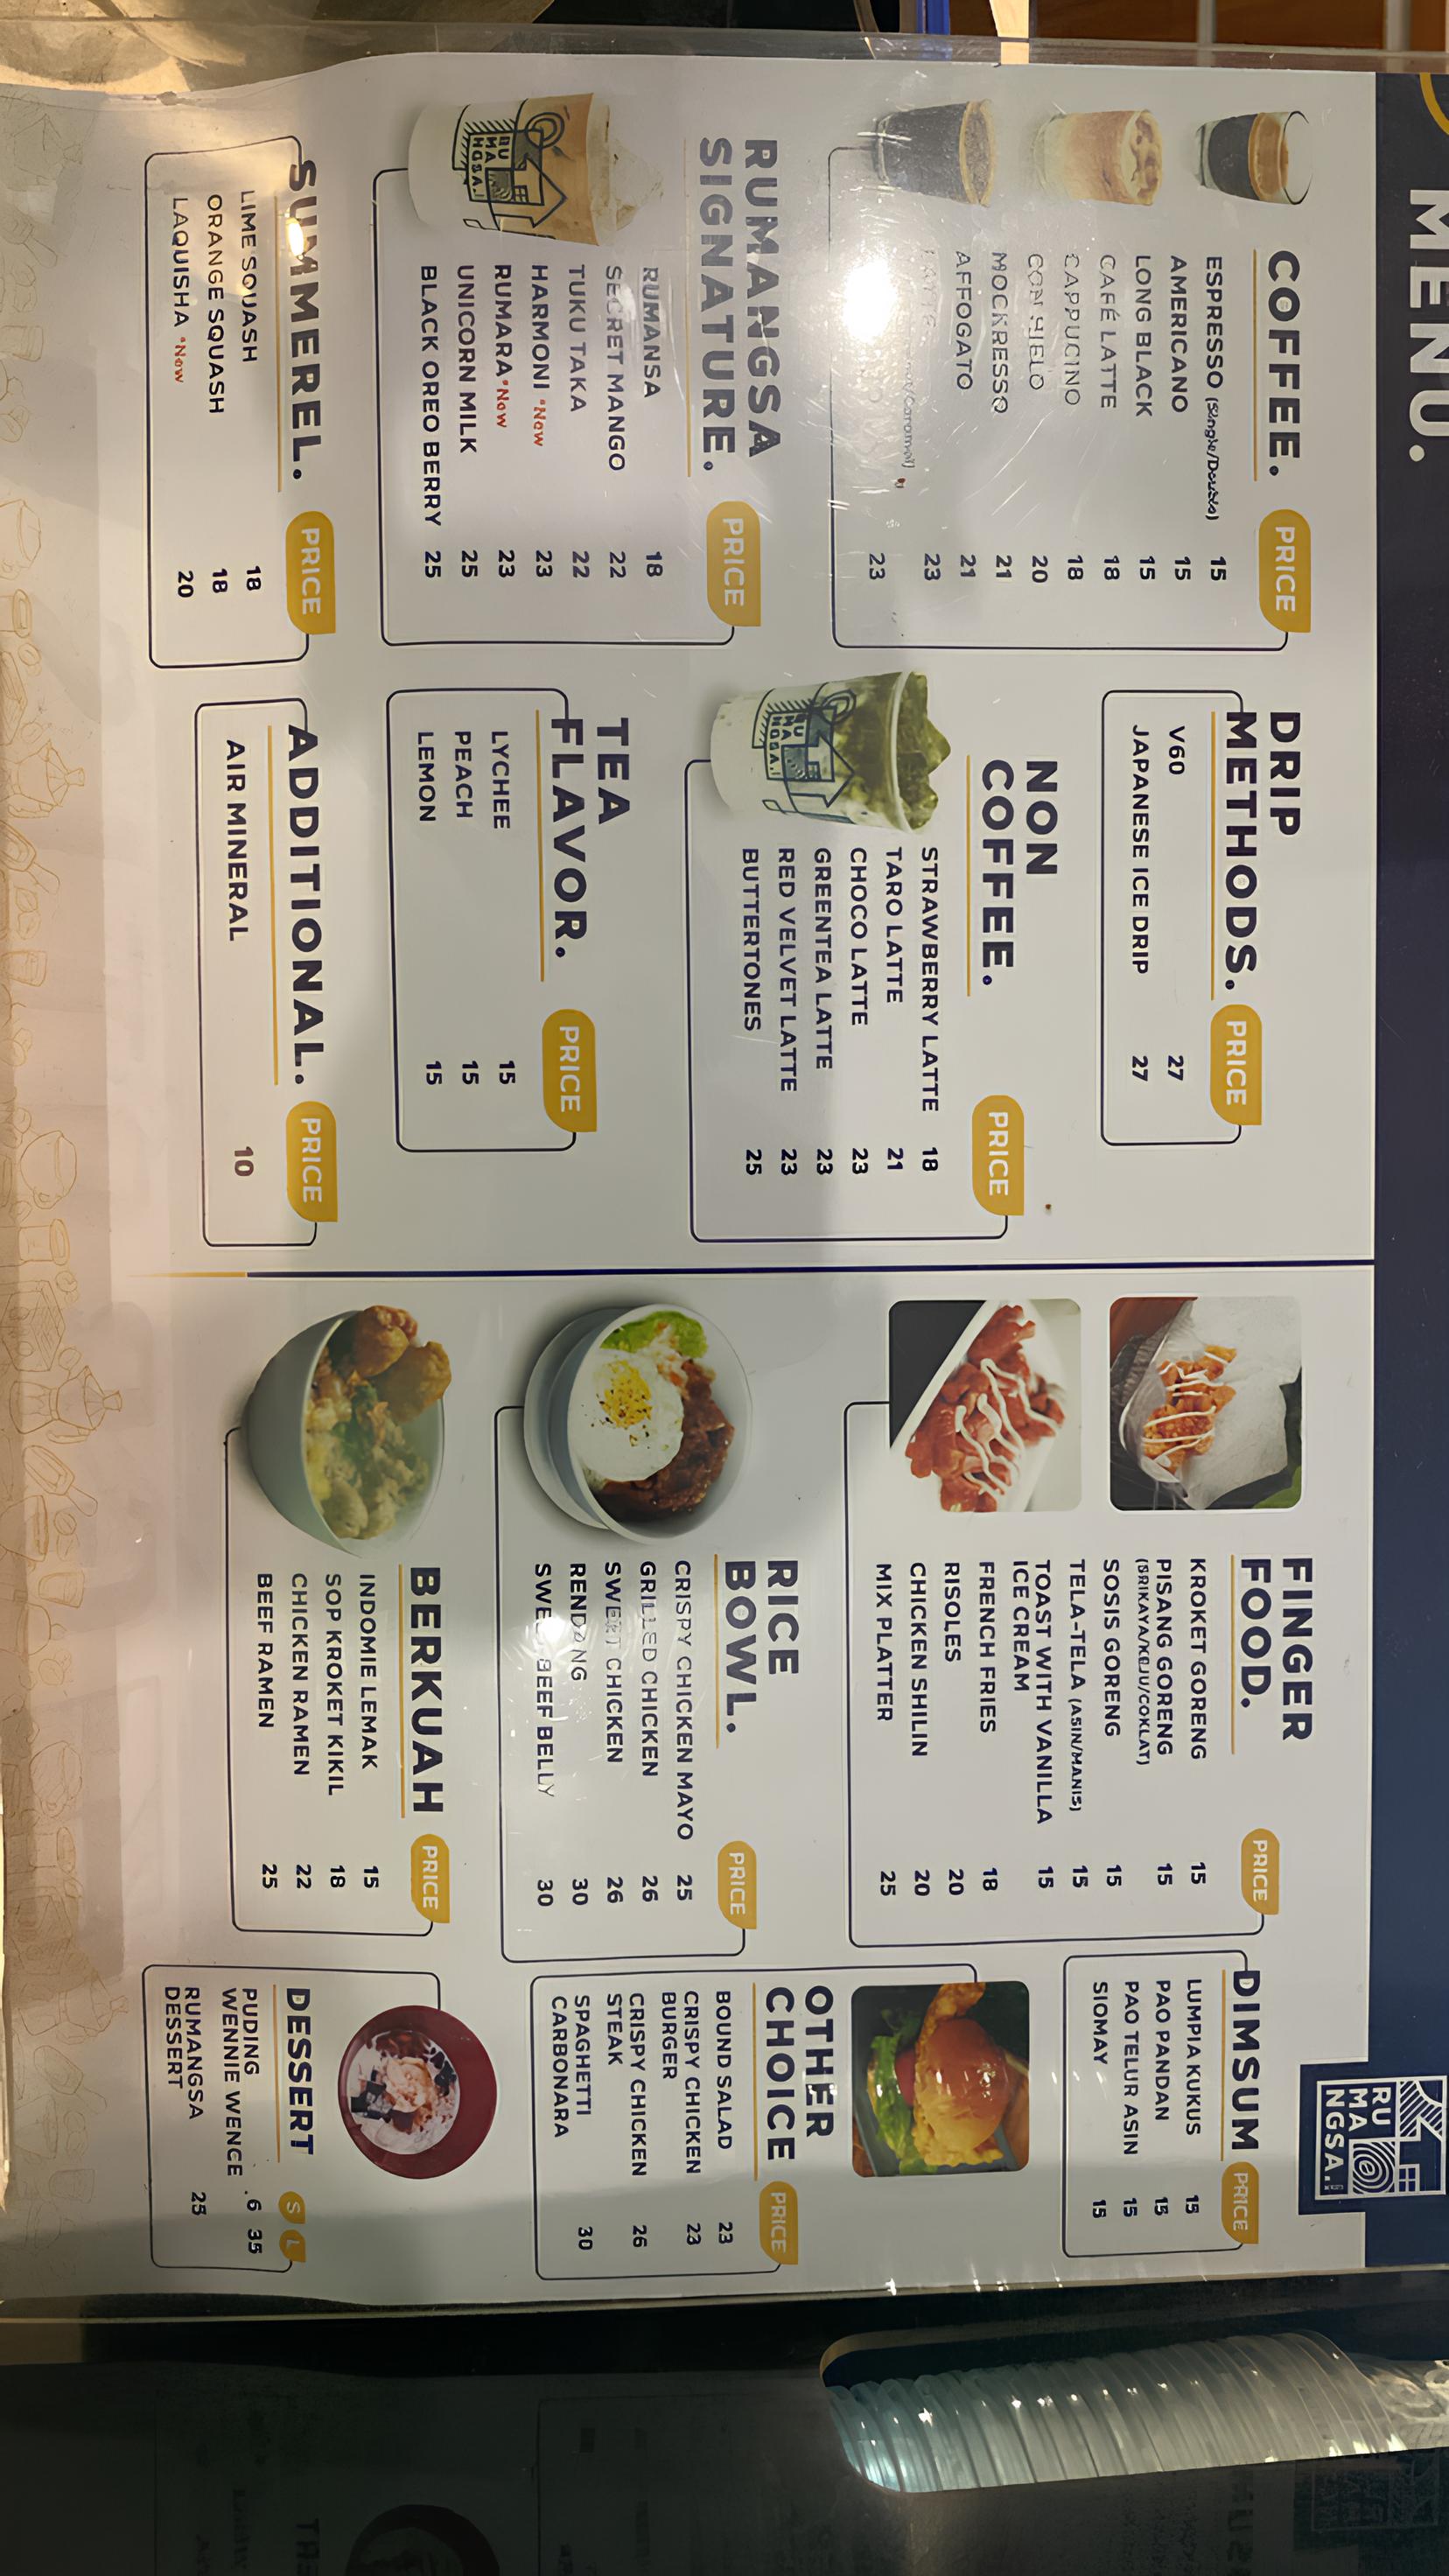 MENU.
COFFEE. PRICE
ESPRESSO (Single/Double) 15
AMERICANO 15
LONG BLACK 15
CAFÉ LATTE 18
CAPPUCINO 18
CON HIELO 20
MOCKRESSO 21
AFFOGATO 21
LATTE 23
23
RUMANGSA
SIGNATURE. PRICE
RUMANSA 18
SECRET MANGO 22
TUKU TAKA 22
HARMONI *New 23
RUMARA *New 23
UNICORN MILK 25
BLACK OREO BERRY 25
SUMMEREL. PRICE
LIME SQUASH 18
ORANGE SQUASH 18
LAQUISHA *New 20
DRIP
METHODS. PRICE
V60 27
JAPANESE ICE DRIP 27
NON
COFFEE. PRICE
STRAWBERRY LATTE 18
TARO LATTE 21
CHOCO LATTE 23
GREENTEA LATTE 23
RED VELVET LATTE 23
BUTTERTONES 25
TEA
FLAVOR. PRICE
LYCHEE 15
PEACH 15
LEMON 15
ADDITIONAL. PRICE
AIR MINERAL 10
FINGER
FOOD. PRICE
KROKET GORENG 15
PISANG GORENG 15
(SRIKAYA/KEJU/COKLAT)
SOSIS GORENG 15
TELA-TELA (ASIN/MANIS) 15
TOAST WITH VANILLA 15
ICE CREAM
FRENCH FRIES 18
RISOLES 20
CHICKEN SHILIN 20
MIX PLATTER 25
RICE
BOWL. PRICE
CRISPY CHICKEN MAYO 25
GRILLED CHICKEN 26
SWEET CHICKEN 26
RENDANG 30
BEEF BELLY 30
BERKUAH PRICE
INDOMIE LEMAK 15
SOP KROKET KIKIL 18
CHICKEN RAMEN 22
BEEF RAMEN 25
RU
MA
NGSA.
DIMSUM PRICE
LUMPIA KUKUS 15
PAO PANDAN 15
PAO TELUR ASIN 15
SIOMAY 15
OTHER
CHOICE PRICE
BOUND SALAD 23
CRISPY CHICKEN 23
BURGER
CRISPY CHICKEN 26
STEAK
SPAGHETTI 30
CARBONARA
DESSERT S L
PUDING
WENNIE WENCE 6 35
RUMANGSA 25
DESSERT